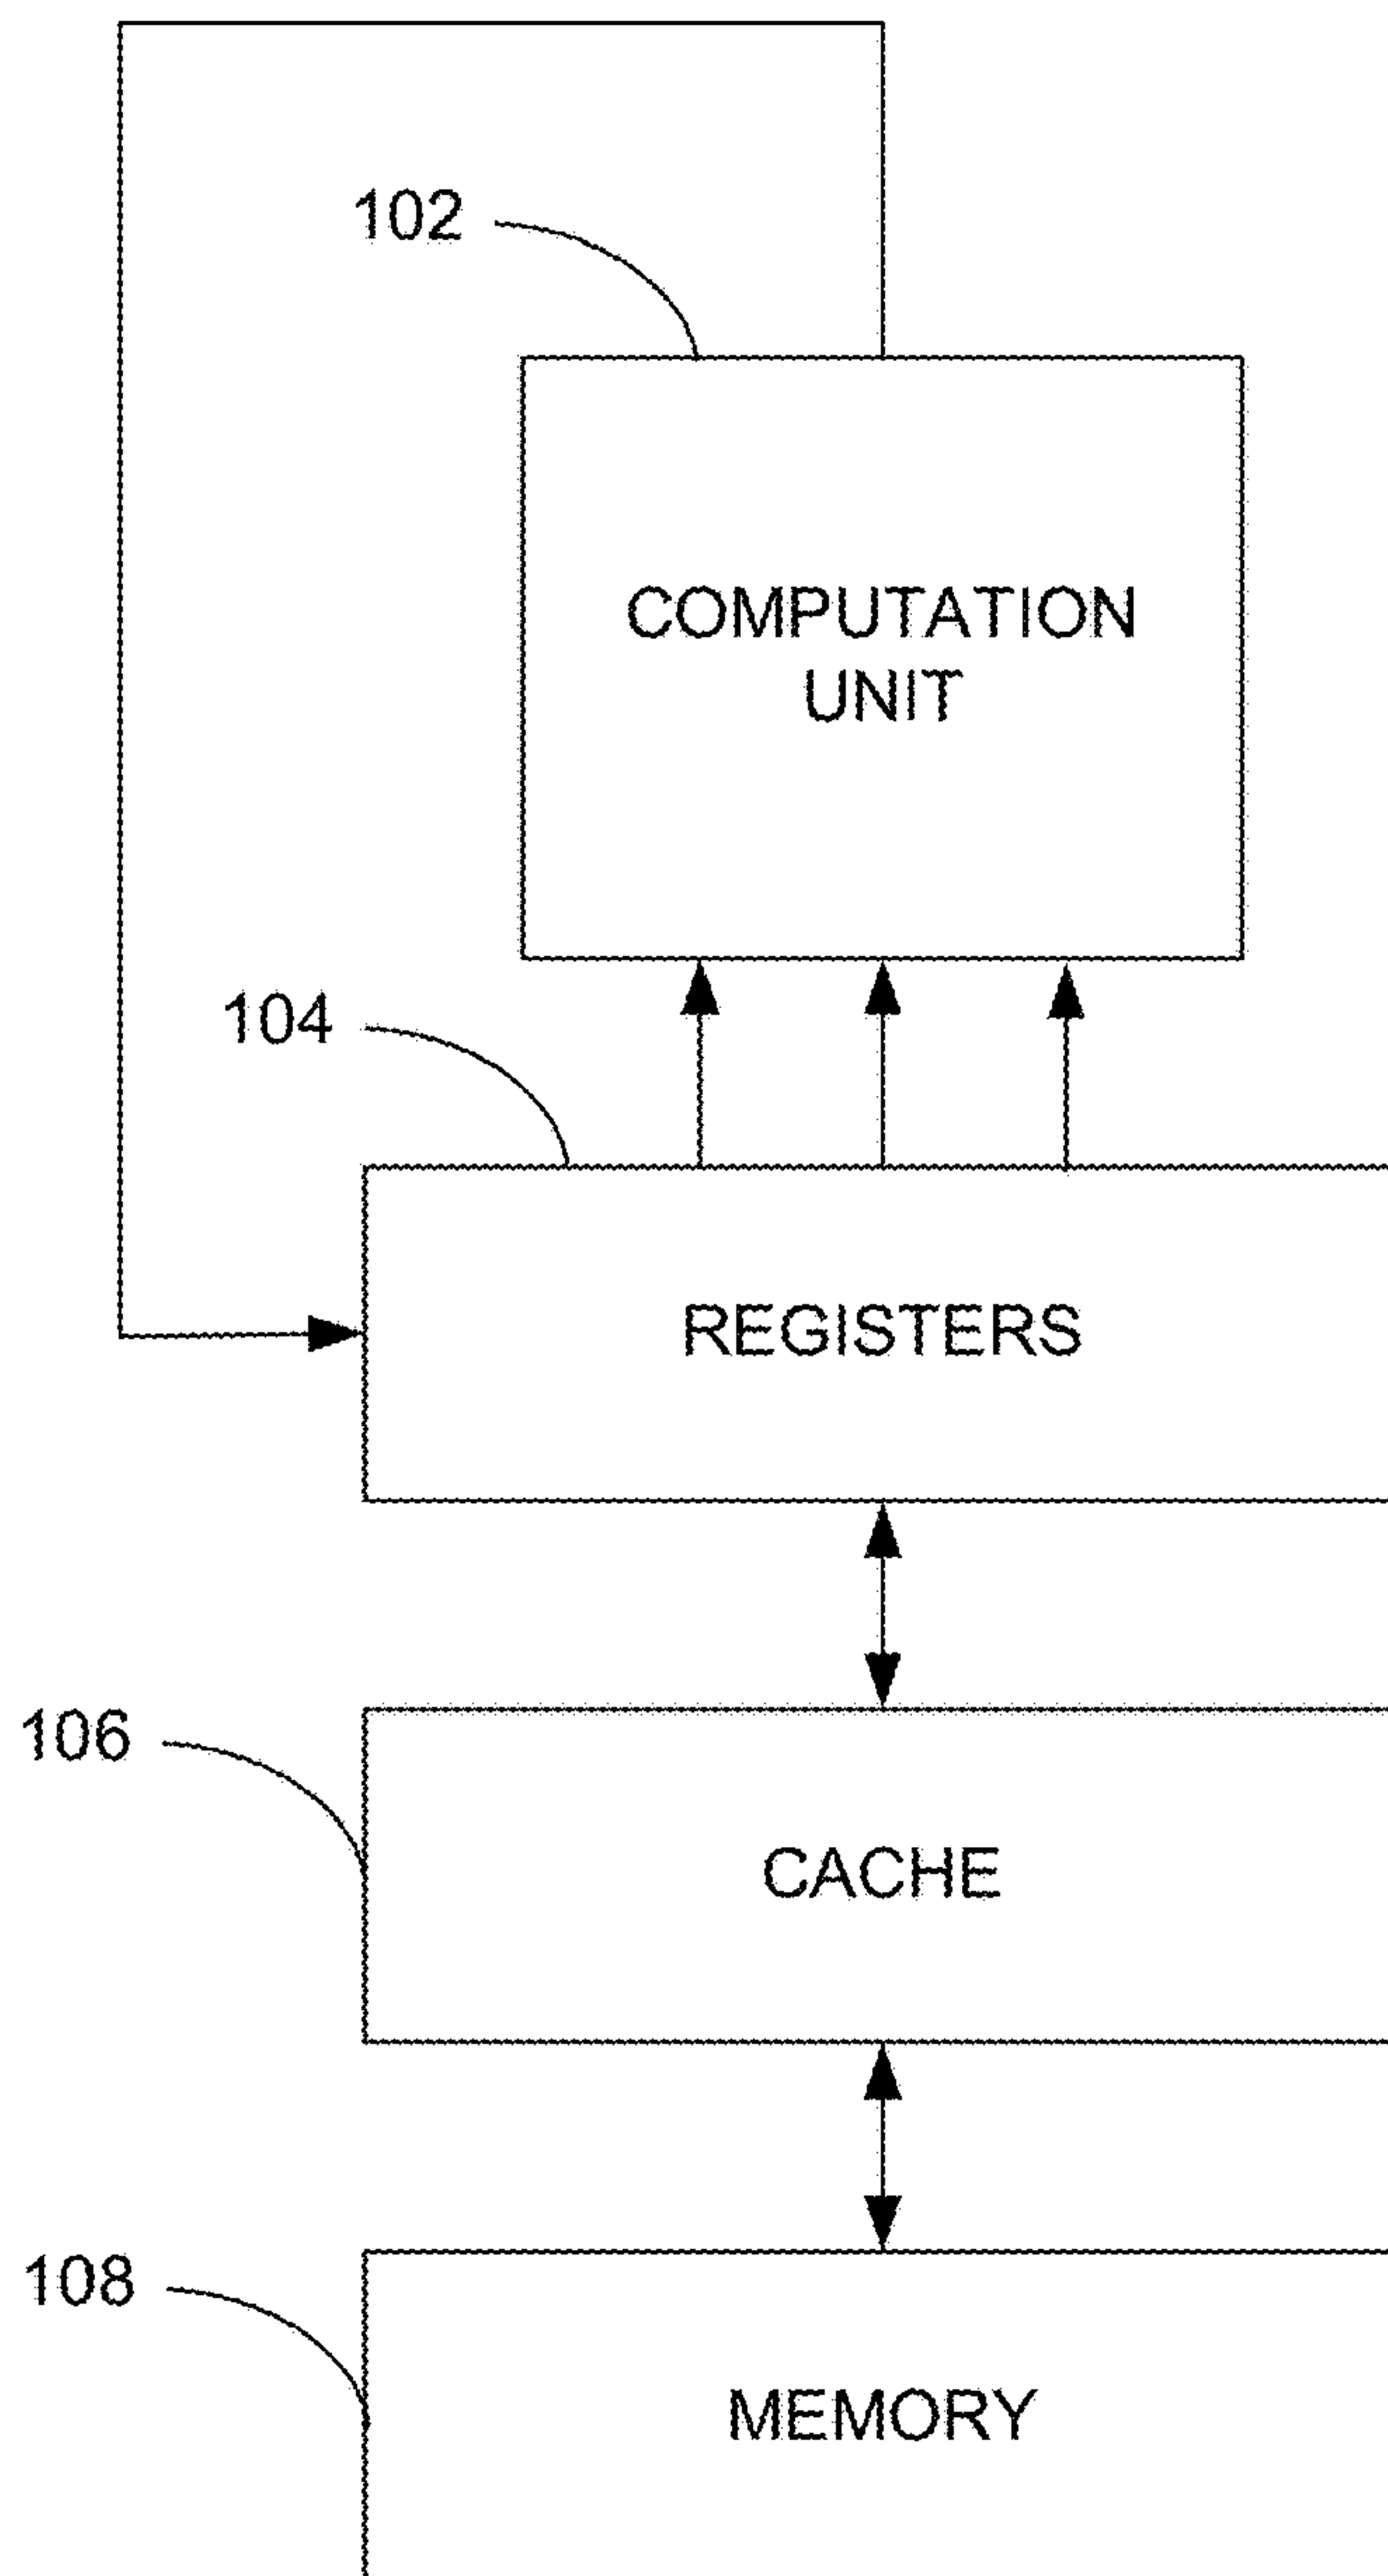 102
COMPUTATION
UNIT
104
REGISTERS
106
CACHE
108
MEMORY